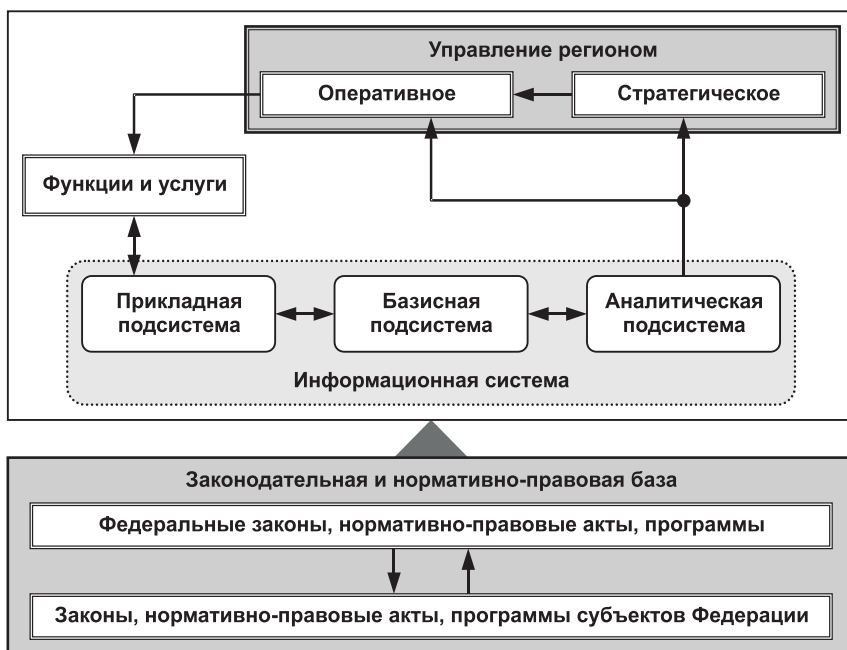 Управление регионом
Оперативное
Стратегическое
Функции и услуги
Прикладная
подсистема
Базисная
подсистема
Аналитическая
подсистема
Информационная система
Законодательная и нормативно-правовая база
Федеральные законы, нормативно-правовые акты, программы
Законы, нормативно-правовые акты, программы субъектов Федерации